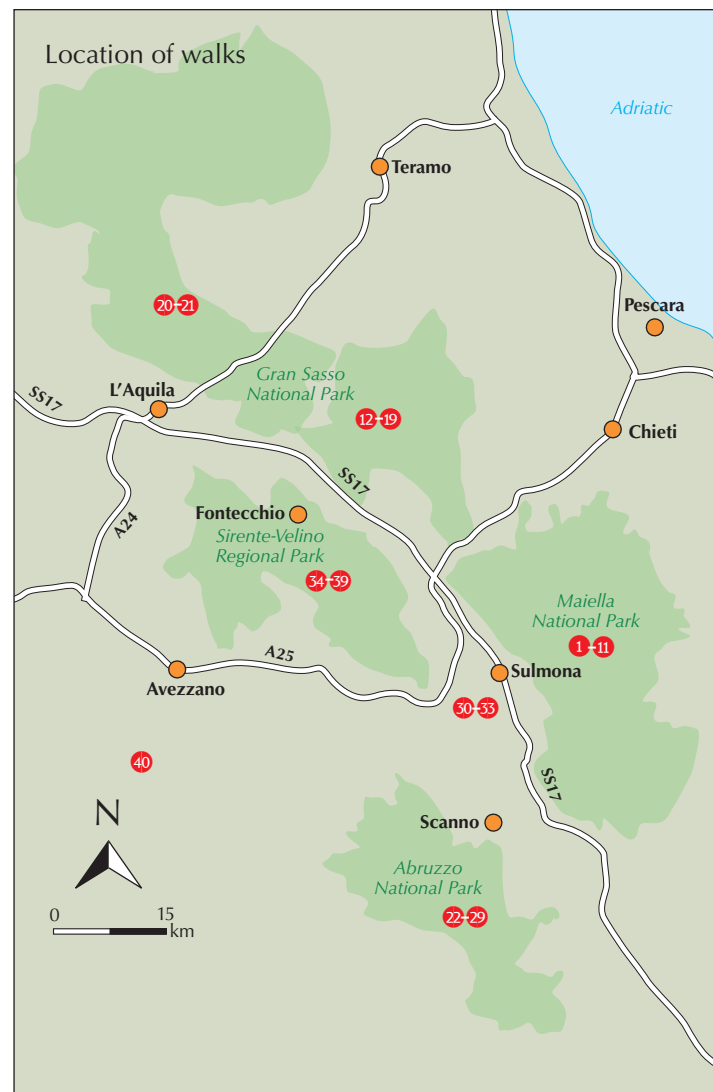 Location of walks
Adriatic
Teramo
20–21
Pescara
Gran Sasso
National Park
SS17
L’Aquila
12–19
Chieti
SS17
A24
Fontecchio
Sirente-Velino
Regional Park
34–39
Maiella
National Park
1–11
A25
Sulmona
Avezzano
30–33
40
SS17
N
Scanno
Abruzzo
National Park
22–29
0 15
km